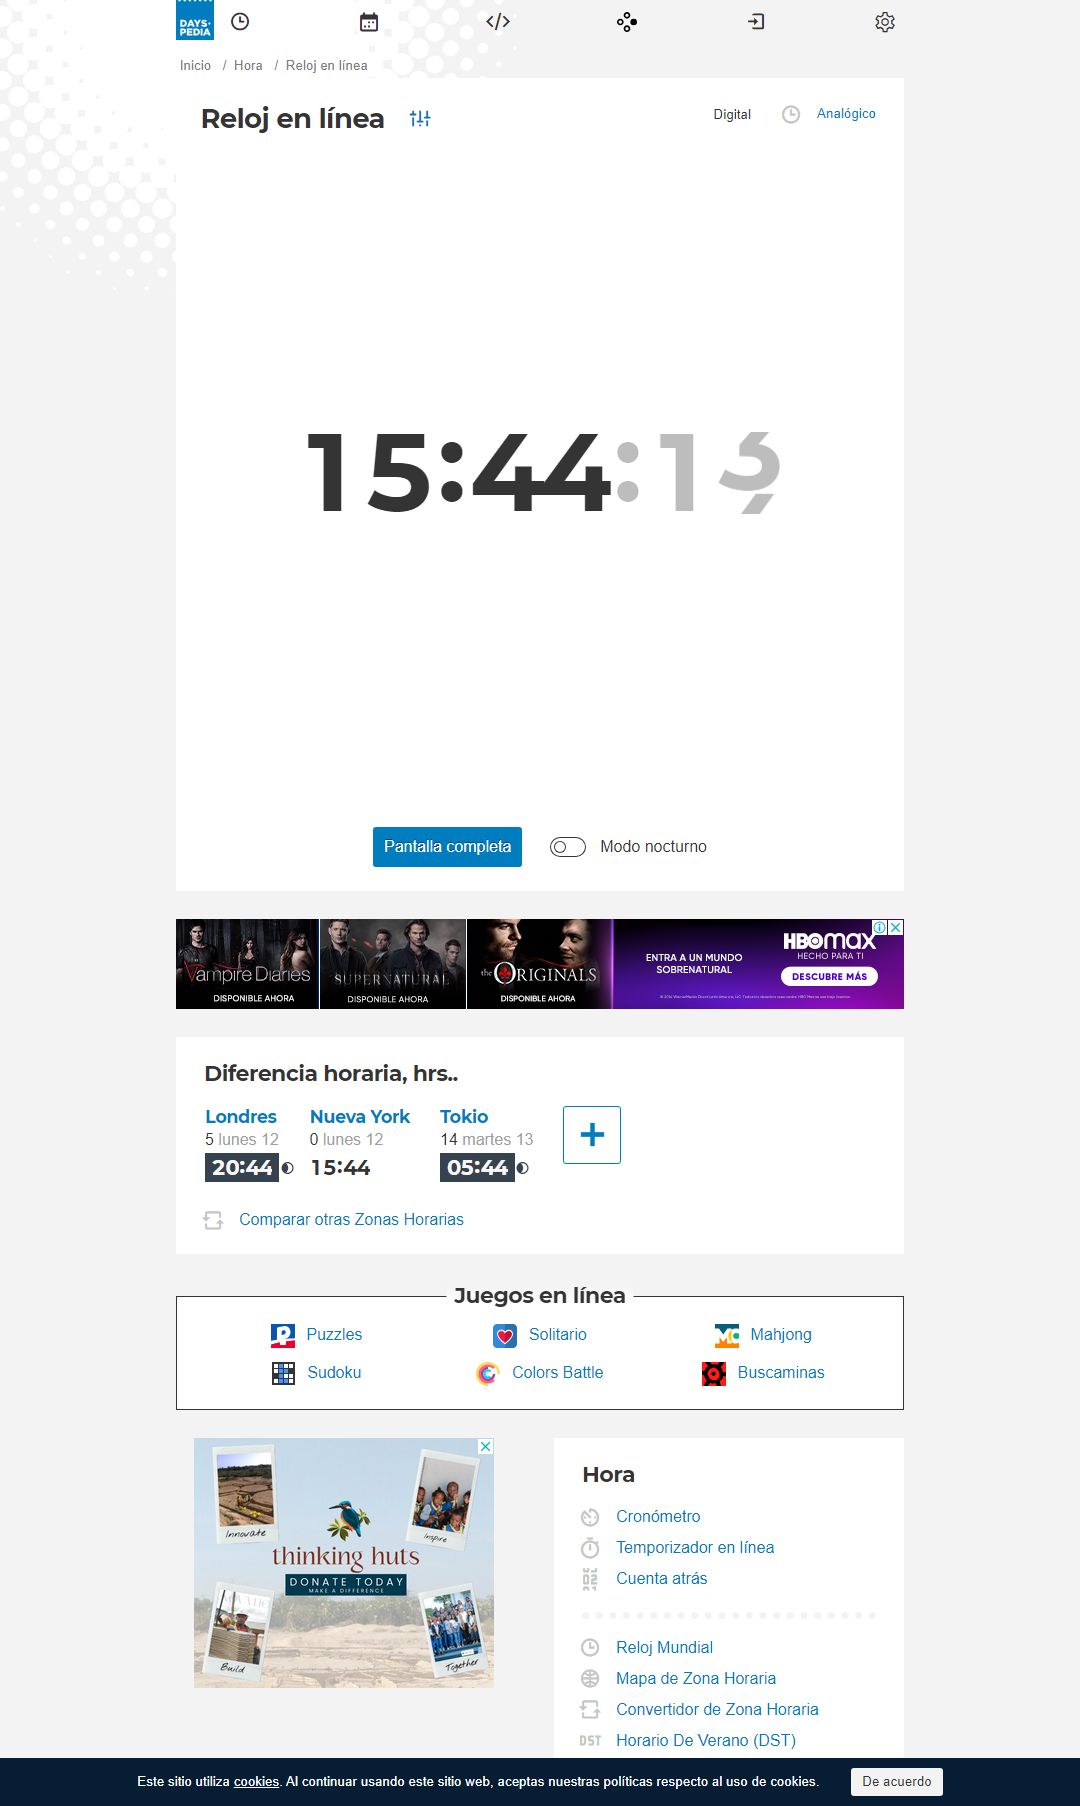 DAYS·
PEDIA
Inicio / Hora / Reloj en línea
Reloj en línea
Digital
Analógico
15:44:1
Pantalla completa
Modo nocturno
The Vampire Diaries
DISPONIBLE AHORA
SUPERNATURAL
DISPONIBLE AHORA
the ORIGINALS
DISPONIBLE AHORA
ENTRA A UN MUNDO
SOBRENATURAL
HBOMAX
HECHO PARA TI
DESCUBRE MÁS
Diferencia horaria, hrs..
Londres
5 lunes 12
20:44
Nueva York
0 lunes 12
15:44
Tokio
14 martes 13
05:44
+
Comparar otras Zonas Horarias
Juegos en línea
Puzzles
Solitario
Mahjong
Sudoku
Colors Battle
Buscaminas
Innovate
Inspire
thinking huts
DONATE TODAY
MAKE A DIFFERENCE
Build
Together
Hora
Cronómetro
Temporizador en línea
Cuenta atrás
Reloj Mundial
Mapa de Zona Horaria
Convertidor de Zona Horaria
DST Horario De Verano (DST)
Este sitio utiliza cookies. Al continuar usando este sitio web, aceptas nuestras políticas respecto al uso de cookies.
De acuerdo